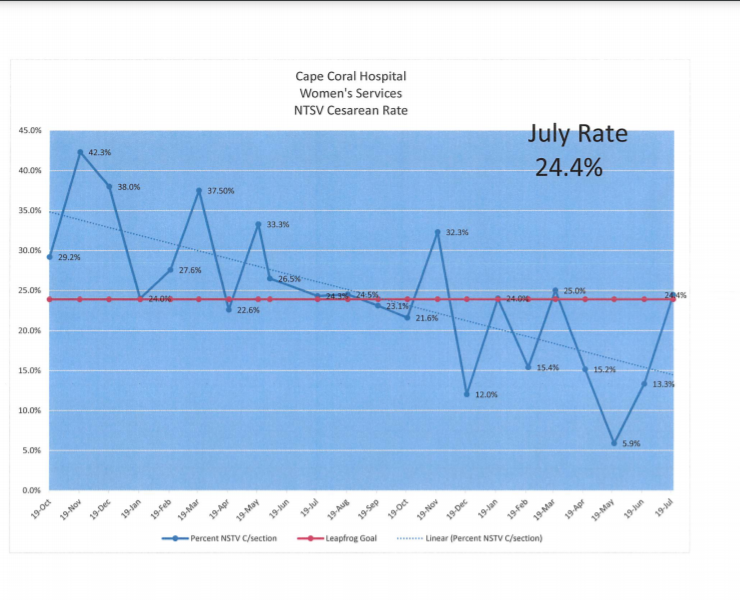 Cape Coral Hospital
Women's Services
NTSV Cesarean Rate
July Rate
24.4%
45.0%
40.0%
35.0%
30.0%
25.0%
20.0%
15.0%
10.0%
5.0%
0.0%
29.2%
42.3%
38.0%
24.0%
27.6%
37.50%
22.6%
33.3%
26.5%
24.3%
24.5%
23.1%
21.6%
32.3%
12.0%
24.0%
15.4%
25.0%
15.2%
5.9%
13.3%
24.4%
19-Oct
19-Nov
19-Dec
19-Jan
19-Feb
19-Mar
19-Apr
19-May
19-Jun
19-Jul
19-Aug
19-Sep
19-Oct
19-Nov
19-Dec
19-Jan
19-Feb
19-Mar
19-Apr
19-May
19-Jun
19-Jul
Percent NSTV C/section
Leapfrog Goal
Linear (Percent NSTV C/section)